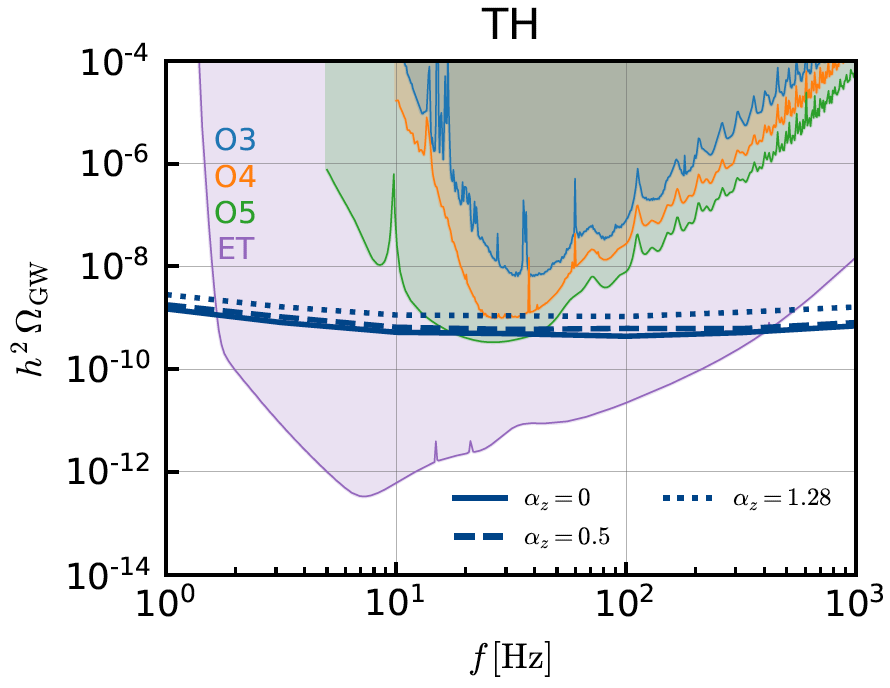 TH
10^-4
10^-6
10^-8
10^-10
10^-12
10^-14
h^2 Ω_GW
O3
O4
O5
ET
α_z = 0
α_z = 0.5
α_z = 1.28
10^0 10^1 10^2 10^3
f [Hz]